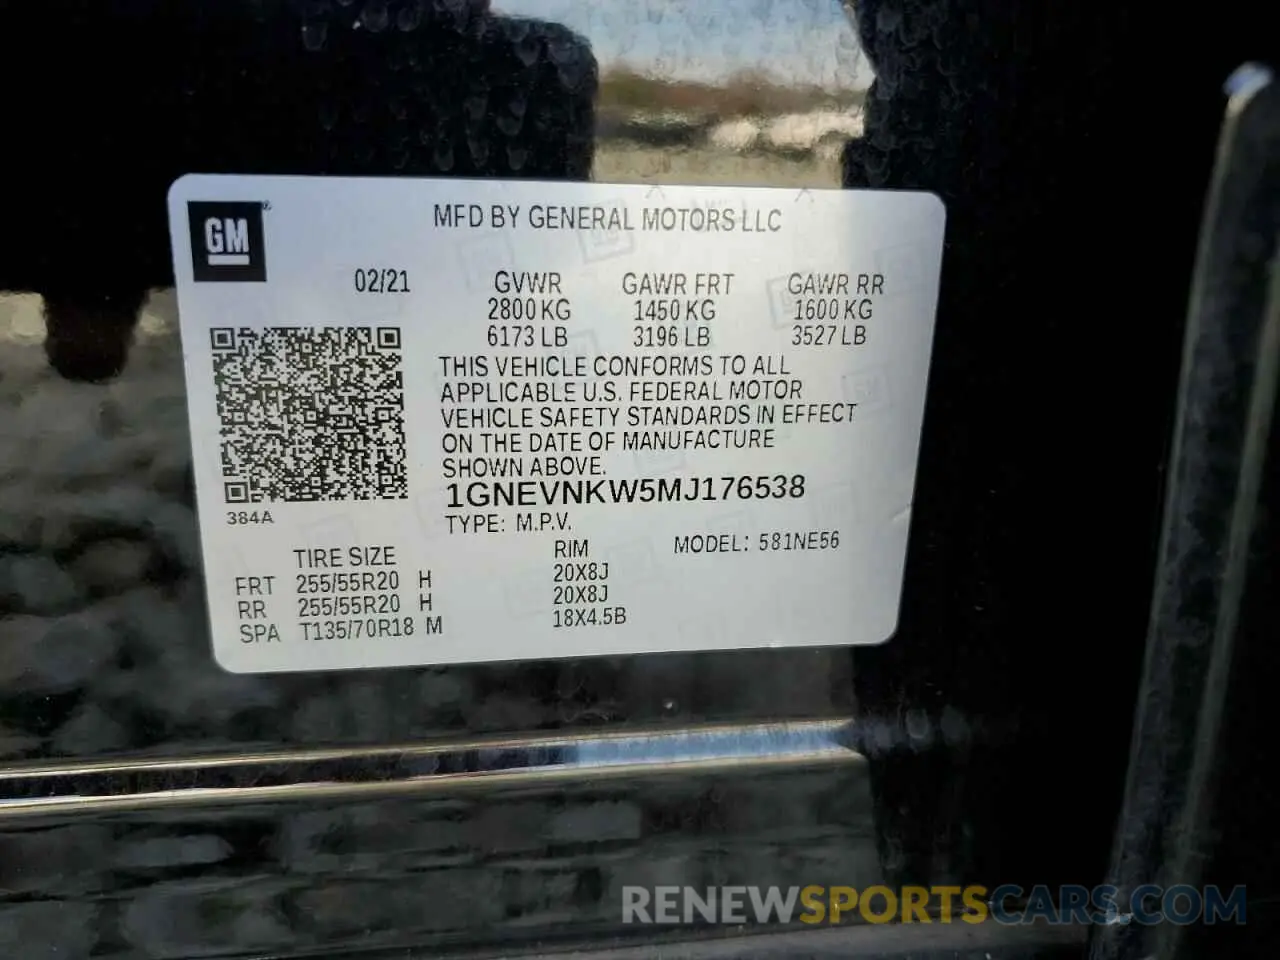 GM
MFD BY GENERAL MOTORS LLC
02/21 GVWR GAWR FRT GAWR RR
2800 KG 1450 KG 1600 KG
6173 LB 3196 LB 3527 LB
THIS VEHICLE CONFORMS TO ALL
APPLICABLE U.S. FEDERAL MOTOR
VEHICLE SAFETY STANDARDS IN EFFECT
ON THE DATE OF MANUFACTURE
SHOWN ABOVE.
1GNEVNKW5MJ176538
384A
TYPE: M.P.V.
TIRE SIZE RIM MODEL: 581NE56
FRT 255/55R20 H 20X8J
RR 255/55R20 H 20X8J
SPA T135/70R18 M 18X4.5B
RENEWSPORTSCARS.COM